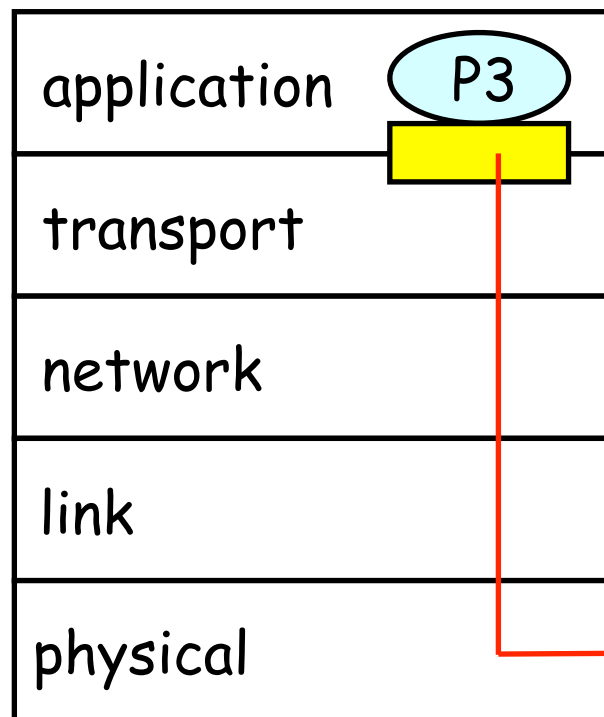 application
P3
transport
network
link
physical